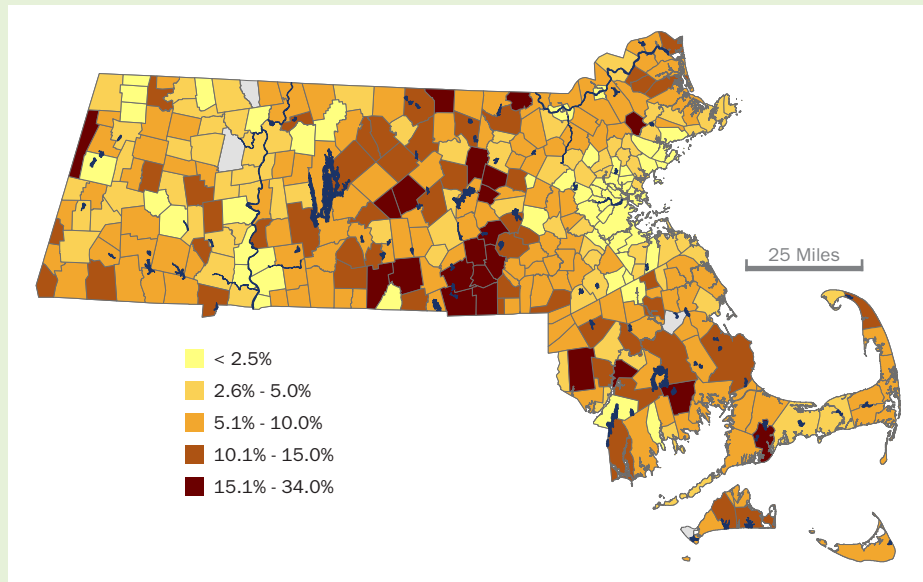 25 Miles
< 2.5%
2.6% - 5.0%
5.1% - 10.0%
10.1% - 15.0%
15.1% - 34.0%